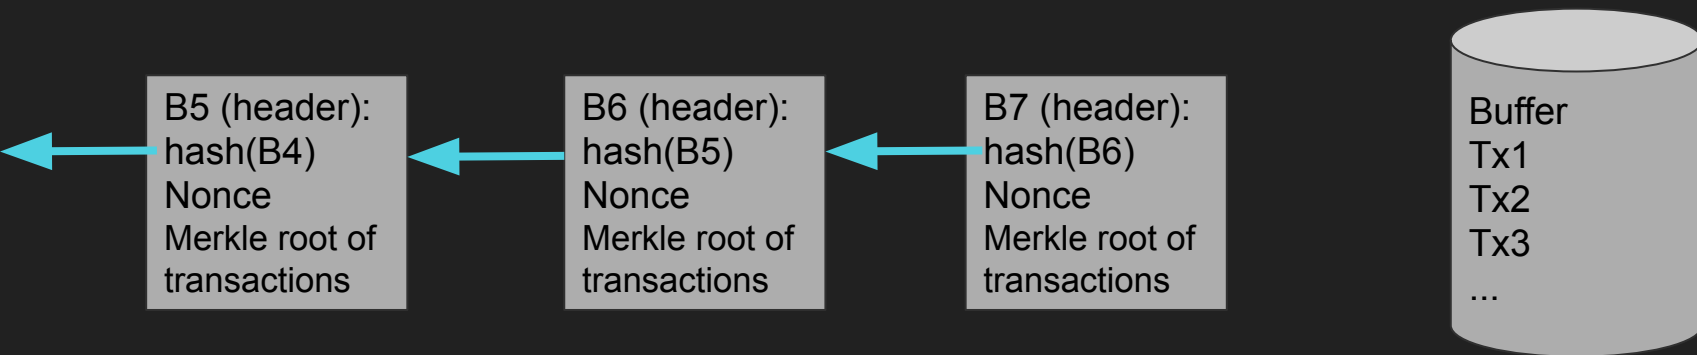 B5 (header):
hash(B4)
Nonce
Merkle root of
transactions
B6 (header):
hash(B5)
Nonce
Merkle root of
transactions
B7 (header):
hash(B6)
Nonce
Merkle root of
transactions
Buffer
Tx1
Tx2
Tx3
...